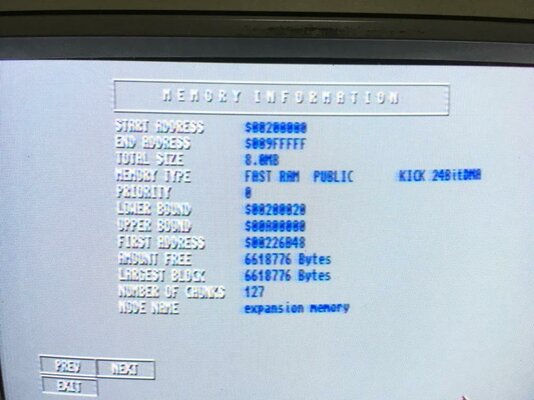 MEMORY INFORMATION
START ADDRESS $00200000
END ADDRESS $009FFFFF
TOTAL SIZE 8.0MB
MEMORY TYPE FAST RAM PUBLIC KICK 24BitDMA
PRIORITY 0
LOWER BOUND $00200020
UPPER BOUND $00A00000
FIRST ADDRESS $00226B48
AMOUNT FREE 6618776 Bytes
LARGEST BLOCK 6618776 Bytes
NUMBER OF CHUNKS 127
NODE NAME expansion memory
PREV NEXT
EXIT